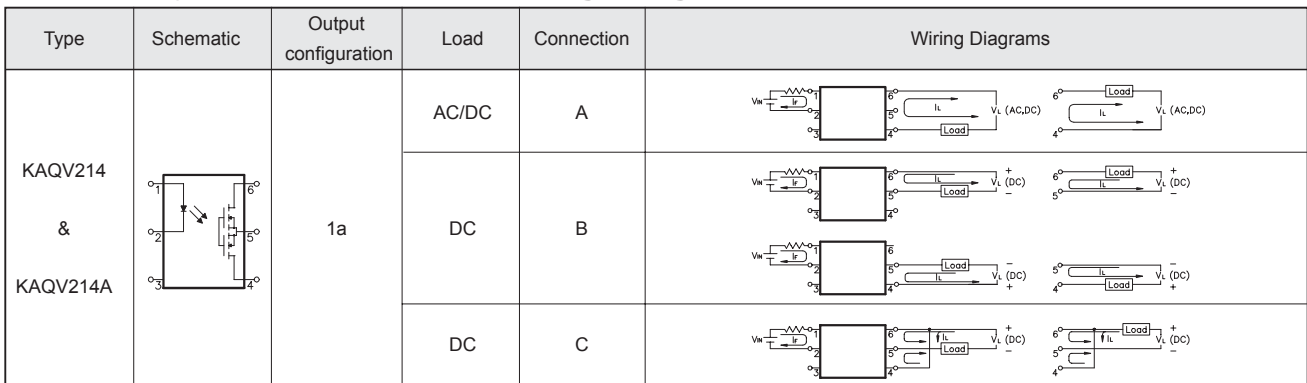 Type Schematic Output configuration Load Connection Wiring Diagrams
KAQV214
&
KAQV214A
1 2 3 6 5 4
1a
AC/DC A
VIN IF 1 2 3 6 5 4 IL Load VL (AC,DC)
6 4 Load IL VL (AC,DC)
DC B
VIN IF 1 2 3 6 5 4 IL Load + VL (DC) −
6 5 Load IL + VL (DC) −
VIN IF 1 2 3 6 5 4 Load IL − VL (DC) +
5 4 IL Load − VL (DC) +
DC C
VIN IF 1 2 3 6 5 4 IL Load + VL (DC) −
6 5 4 Load IL + VL (DC) −